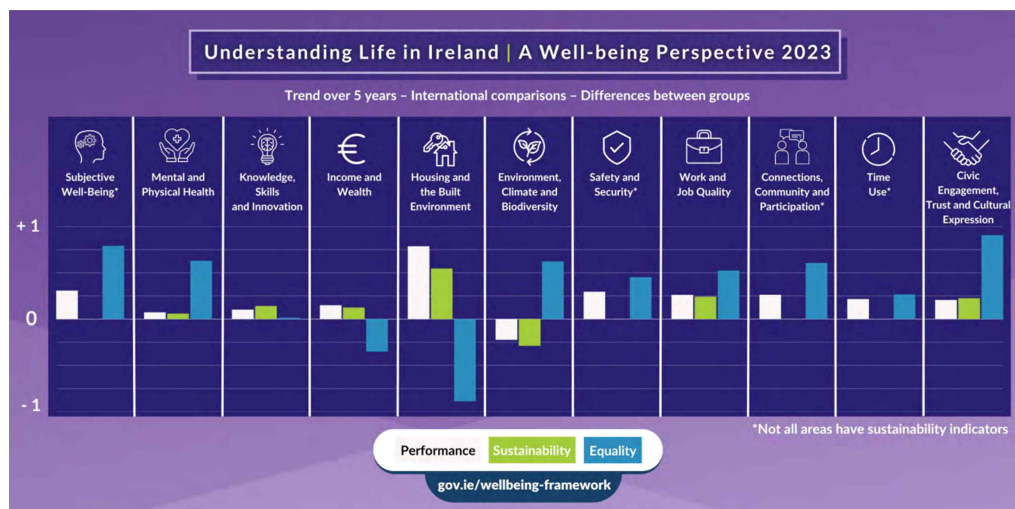 Understanding Life in Ireland | A Well-being Perspective 2023
Trend over 5 years – International comparisons – Differences between groups
Subjective
Well-Being*
Mental and
Physical Health
Knowledge,
Skills
and Innovation
€
Income and
Wealth
Housing and
the Built
Environment
Environment,
Climate and
Biodiversity
Safety and
Security*
Work and
Job Quality
Connections,
Community and
Participation*
Time
Use*
Civic
Engagement,
Trust and Cultural
Expression
+ 1
0
- 1
*Not all areas have sustainability indicators
Performance Sustainability Equality
gov.ie/wellbeing-framework